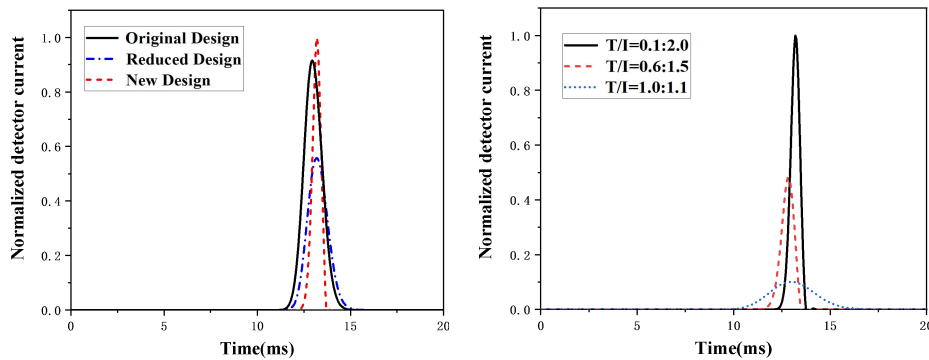 Normalized detector current
1.0
0.8
0.6
0.4
0.2
0.0
Original Design
Reduced Design
New Design
0
5
10
15
20
Time(ms)
Normalized detector current
1.0
0.8
0.6
0.4
0.2
0.0
T/I=0.1:2.0
T/I=0.6:1.5
T/I=1.0:1.1
0
5
10
15
20
Time(ms)